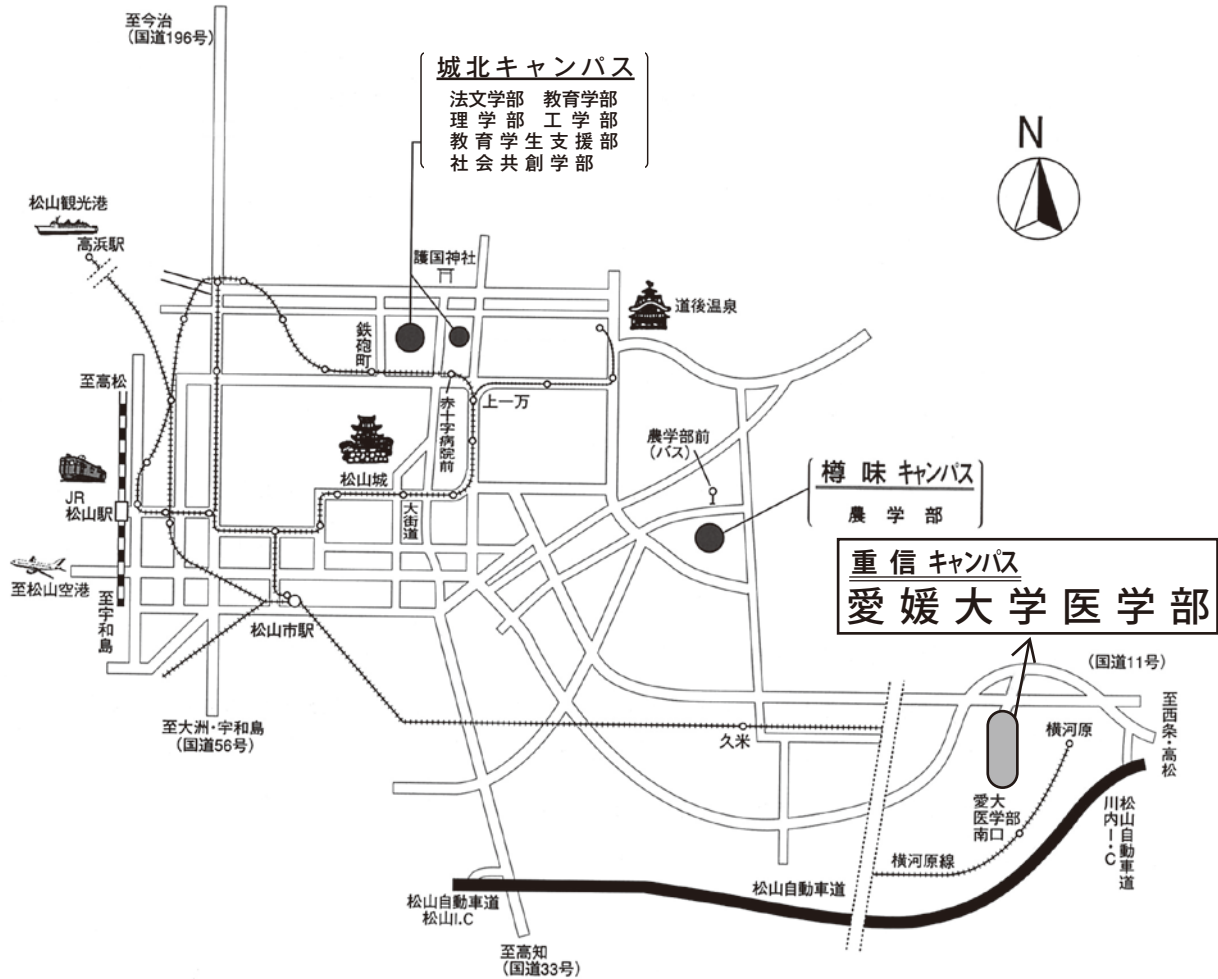 至今治
(国道196号)
城北キャンパス
法文学部 教育学部
理学部 工学部
教育学生支援部
社会共創学部
N
松山観光港
高浜駅
護国神社
道後温泉
鉄砲町
至高松
赤十字病院前
上一万
農学部前
(バス)
松山城
樽味キャンパス
農学部
JR
松山駅
大街道
重信キャンパス
愛媛大学医学部
至松山空港
至宇和島
松山市駅
(国道11号)
至西条・高松
至大洲・宇和島
(国道56号)
久米
横河原
愛大
医学部
南口
松山自動車道
川内I・C
横河原線
松山自動車道
松山自動車道
松山I.C
至高知
(国道33号)